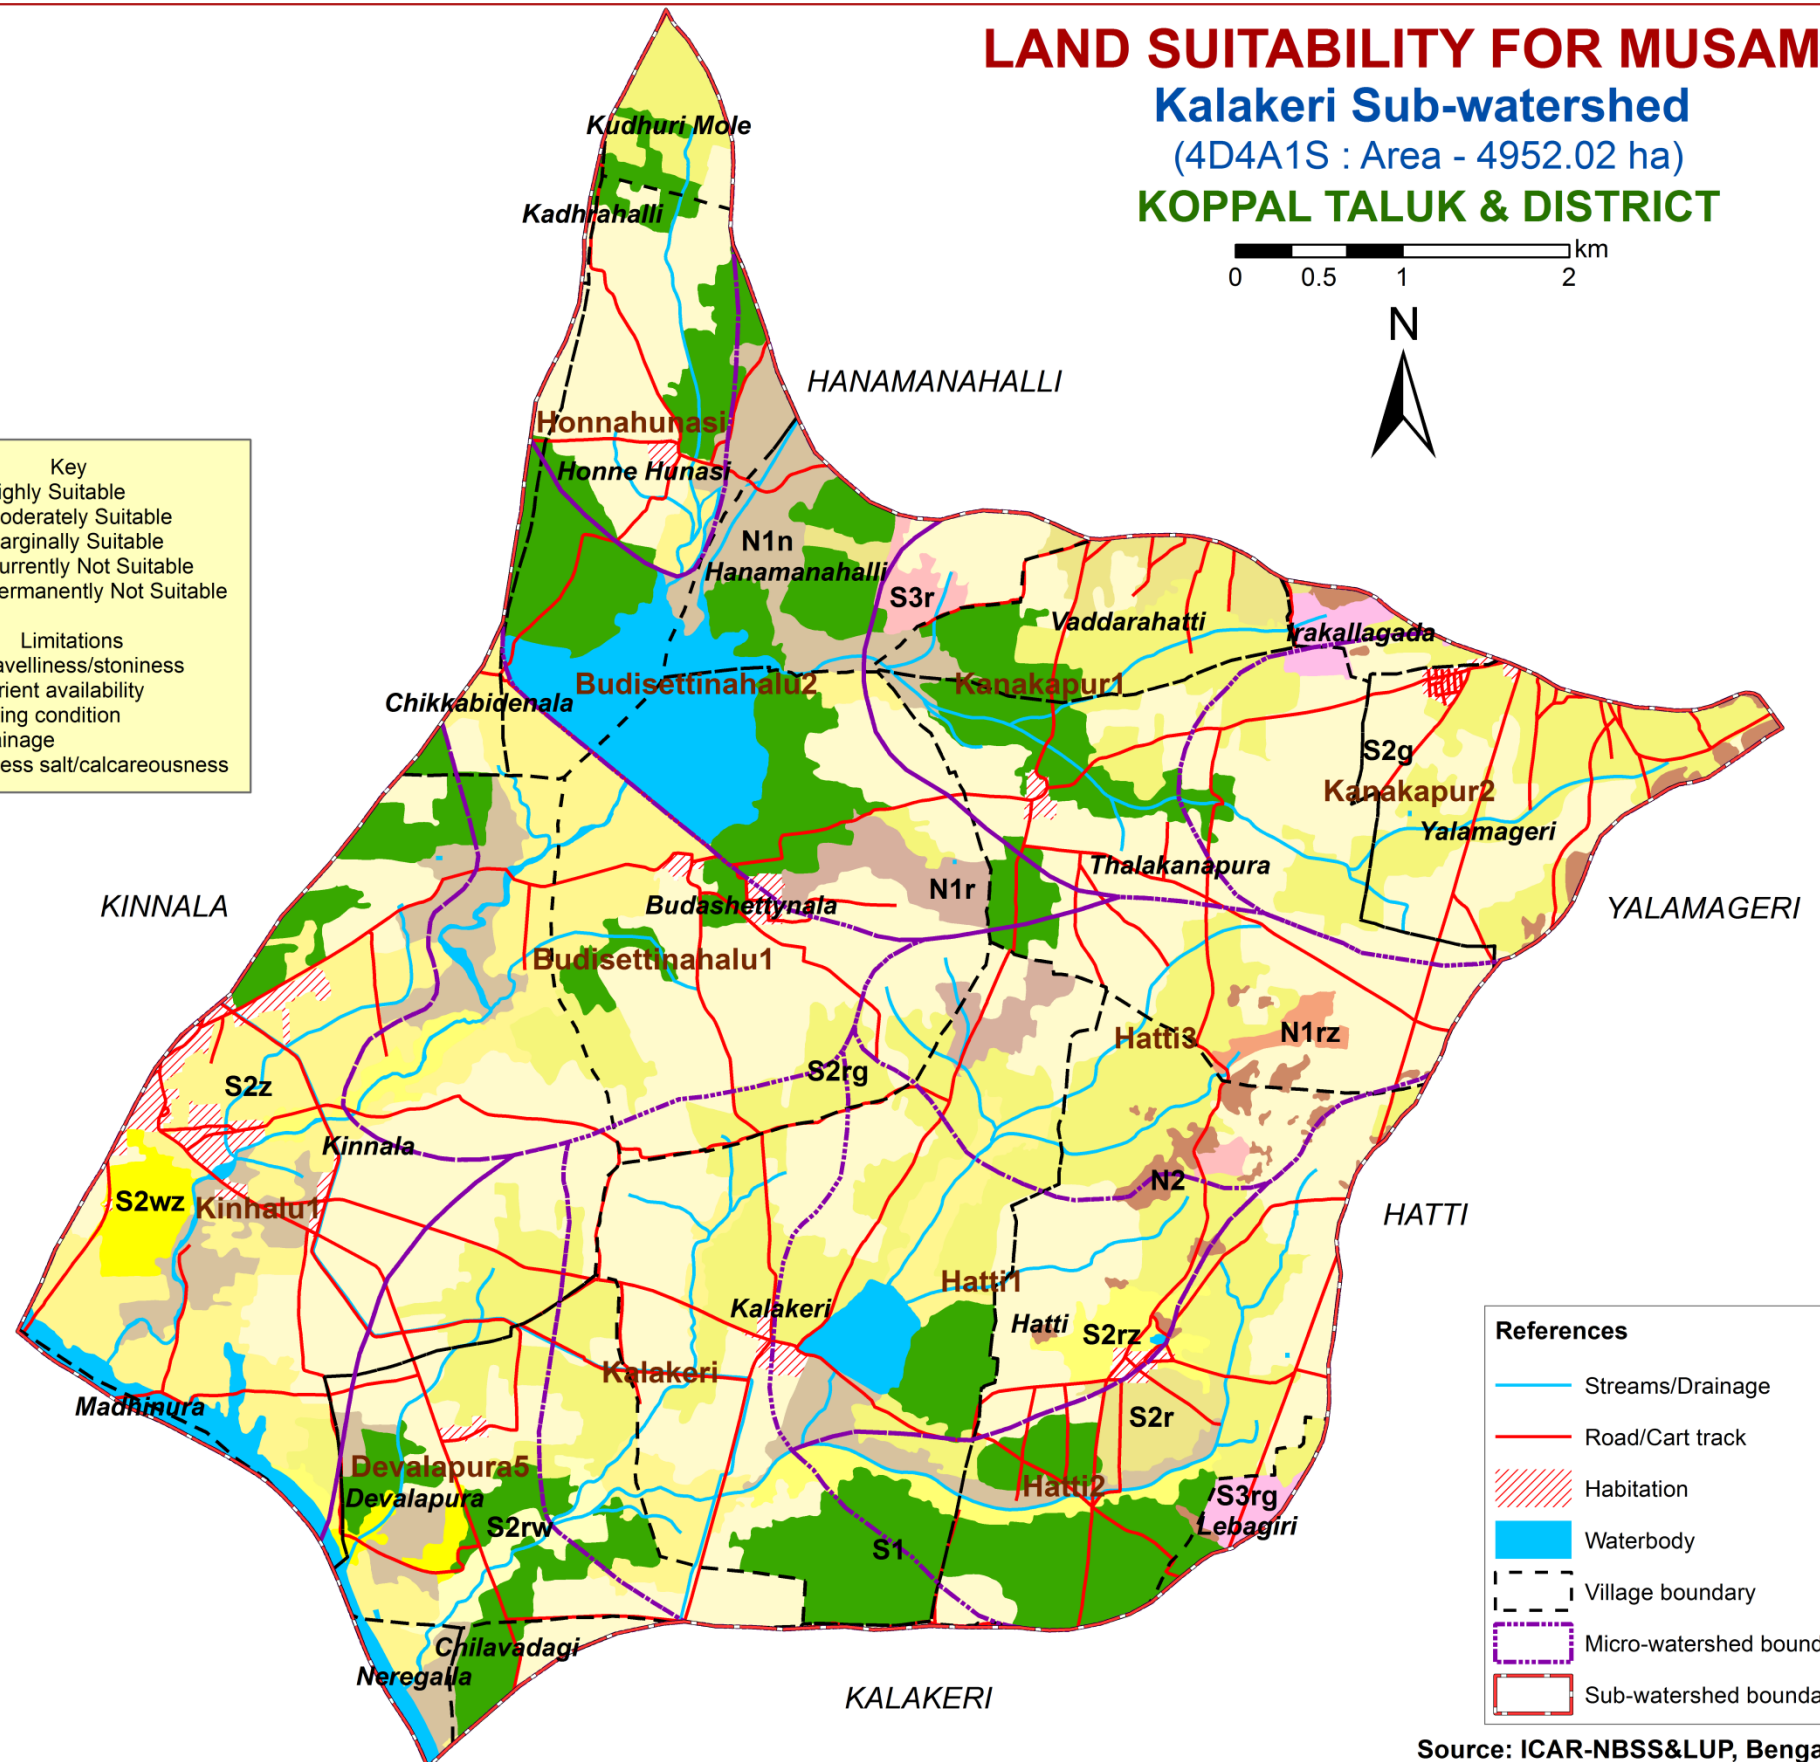 LAND SUITABILITY FOR MUSAM
Kalakeri Sub-watershed
(4D4A1S : Area - 4952.02 ha)
KOPPAL TALUK & DISTRICT
km
0 0.5 1 2
N
Kudhuri Mole
Kadhrahalli
HANAMANAHALLI
Honnahunasi
Honne Hunasi
N1n
Hanamanahalli
S3r
Vaddarahatti
Irakallagada
Key
ighly Suitable
oderately Suitable
arginally Suitable
urrently Not Suitable
ermanently Not Suitable
Limitations
avelliness/stoniness
rient availability
ing condition
ainage
ess salt/calcareousness
Chikkabidenala
Budisettinahalu2
Kanakapur1
S2g
Kanakapur2
Yalamageri
Thalakanapura
N1r
KINNALA
Budashettynala
YALAMAGERI
Budisettinahalu1
Hatti3
N1rz
S2rg
S2z
Kinnala
N2
S2wz
Kinhalu1
HATTI
Hatti1
Kalakeri
Hatti
S2rz
Kalakeri
Madhinura
S2r
Devalapura5
Devalapura
Hatti2
S3rg
S2rw
Lebagiri
S1
Chilavadagi
Neregalla
KALAKERI
References
Streams/Drainage
Road/Cart track
Habitation
Waterbody
Village boundary
Micro-watershed bound
Sub-watershed bounda
Source: ICAR-NBSS&LUP, Benga